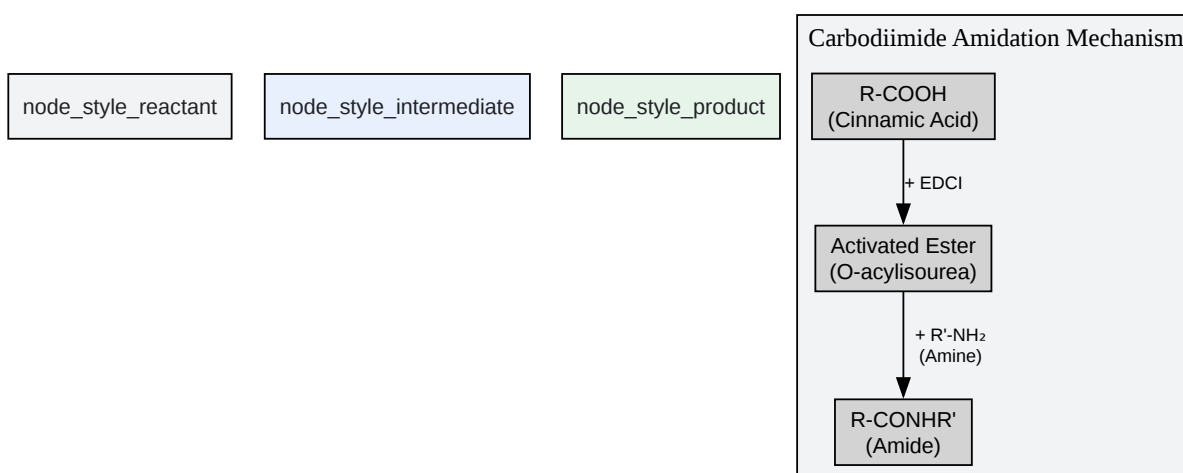 Carbodiimide Amidation Mechanism
node_style_reactant
node_style_intermediate
node_style_product
R-COOH
(Cinnamic Acid)
+ EDCI
Activated Ester
(O-acylisourea)
+ R'-NH₂
(Amine)
R-CONHR'
(Amide)